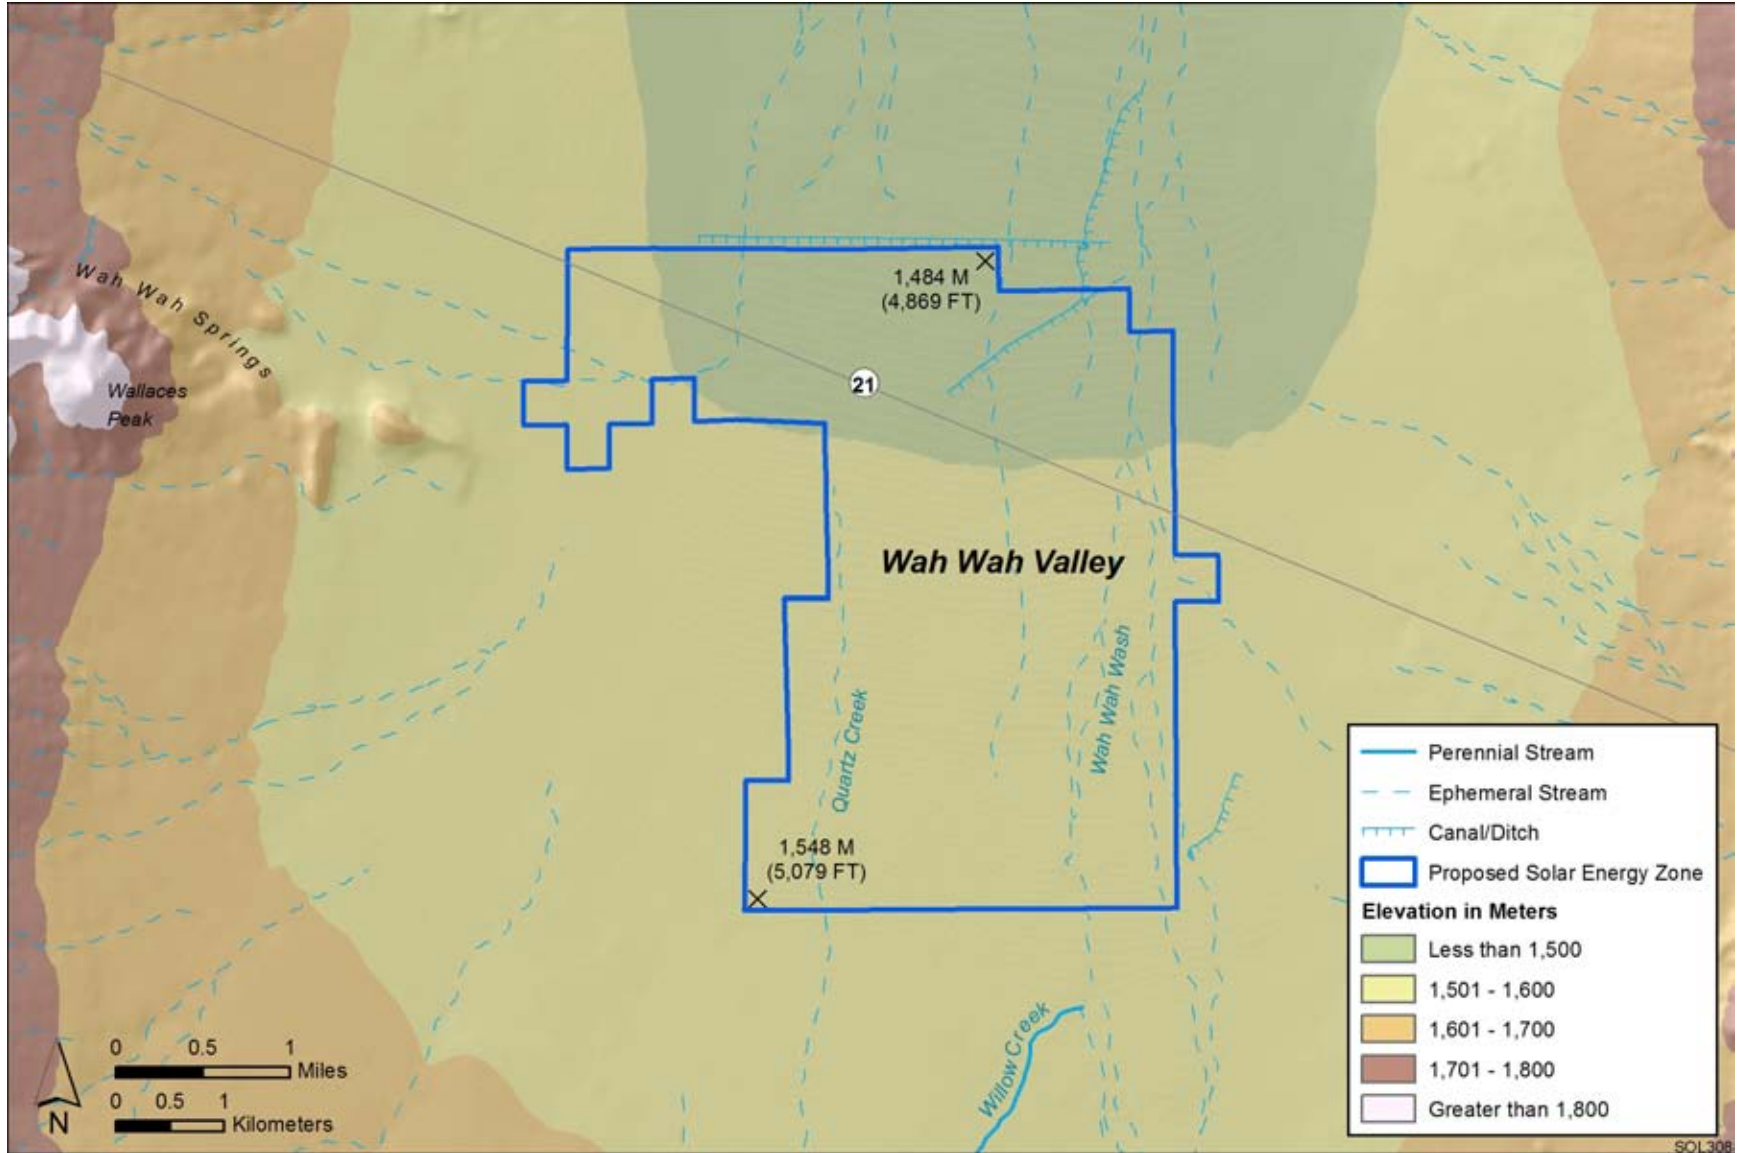 Wah Wah Springs
Wallaces
Peak
1,484 M
(4,869 FT)
21
Wah Wah Valley
Quartz Creek
Wah Wah Wash
1,548 M
(5,079 FT)
Willow Creek
0 0.5 1
Miles
0 0.5 1
Kilometers
N
Perennial Stream
Ephemeral Stream
Canal/Ditch
Proposed Solar Energy Zone
Elevation in Meters
Less than 1,500
1,501 - 1,600
1,601 - 1,700
1,701 - 1,800
Greater than 1,800
SOL308